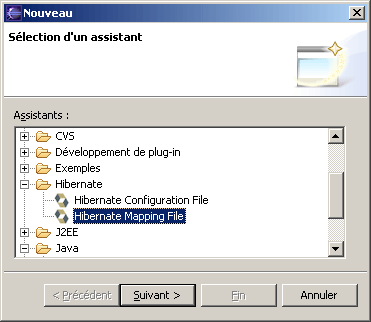 Nouveau
Sélection d'un assistant
Assistants :
CVS
Développement de plug-in
Exemples
Hibernate
Hibernate Configuration File
Hibernate Mapping File
J2EE
Java
< Précédent
Suivant >
Fin
Annuler